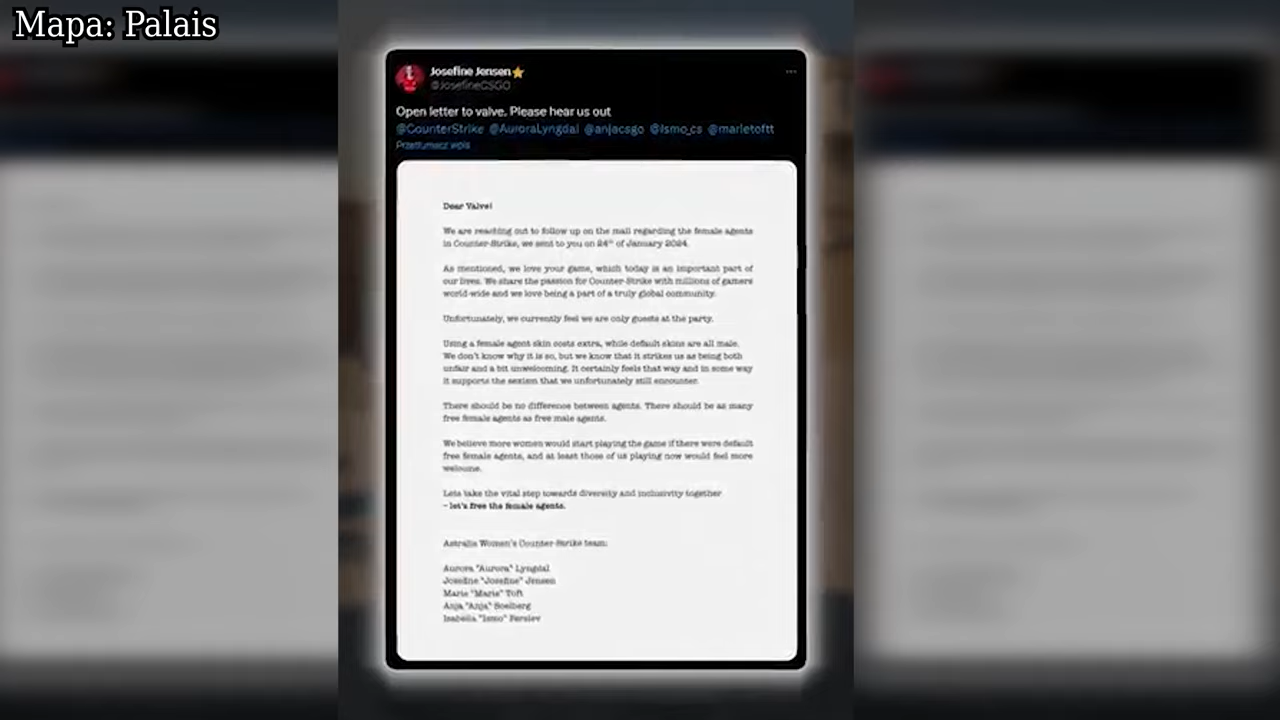 Mapa: Palais
Josefine Jensen⭐
@JosefineCSGO
Open letter to valve. Please hear us out
@CounterStrike @AuroraLyngdal @anjacsgo @Ismo_cs @marietoftt
Przetłumacz wpis
Dear Valve!
We are reaching out to follow up on the mail regarding the female agents
in Counter-Strike, we sent to you on 24th of January 2024.
As mentioned, we love your game, which today is an important part of
our lives. We share the passion for Counter-Strike with millions of gamers
world-wide and we love being a part of a truly global community.
Unfortunately, we currently feel we are only guests at the party.
Using a female agent skin costs extra, while default skins are all male.
We don't know why it is so, but we know that it strikes us as being both
unfair and a bit unwelcoming. It certainly feels that way and in some way
it supports the sexism that we unfortunately still encounter.
There should be no difference between agents. There should be as many
free female agents as free male agents.
We believe more women would start playing the game if there were default
free female agents, and at least those of us playing now would feel more
welcome.
Lets take the vital step towards diversity and inclusivity together
– let's free the female agents.
Astralis Women's Counter-Strike team:
Aurora "Aurora" Lyngdal
Josefine "Josefine" Jensen
Marie "Marie" Toft
Anja "Anja" Soelberg
Isabella "Ismo" Perslev